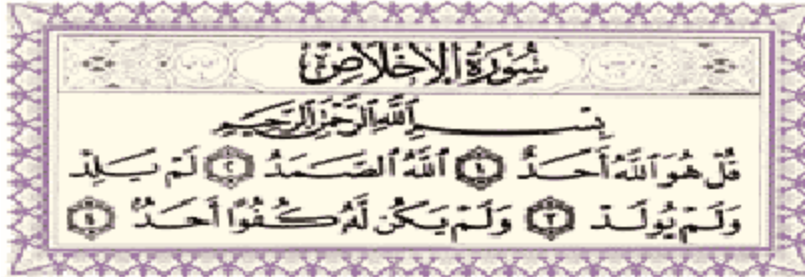 سُورَةُ الإِخْلَاصِ
بِسْمِ اللَّهِ الرَّحْمَٰنِ الرَّحِيمِ
قُلْ هُوَ اللَّهُ أَحَدٌ ١ اللَّهُ الصَّمَدُ ٢ لَمْ يَلِدْ
وَلَمْ يُولَدْ ٣ وَلَمْ يَكُن لَّهُ كُفُوًا أَحَدٌ ٤